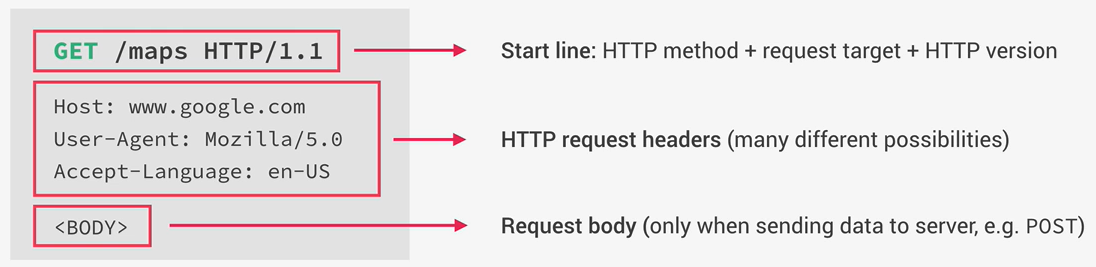 GET /maps HTTP/1.1
Start line: HTTP method + request target + HTTP version
Host: www.google.com
User-Agent: Mozilla/5.0
Accept-Language: en-US
HTTP request headers (many different possibilities)
<BODY>
Request body (only when sending data to server, e.g. POST)